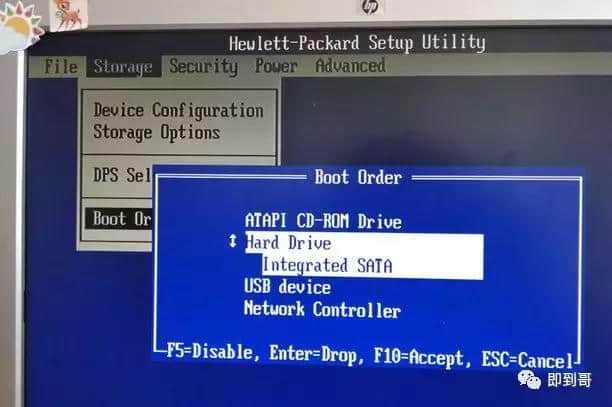 hp
Hewlett-Packard Setup Utility
File Storage Security Power Advanced
Device Configuration
Storage Options
DPS Sel
Boot Or
Boot Order
ATAPI CD-ROM Drive
Hard Drive
Integrated SATA
USB device
Network Controller
F5=Disable, Enter=Drop, F10=Accept, ESC=Cancel
即到哥